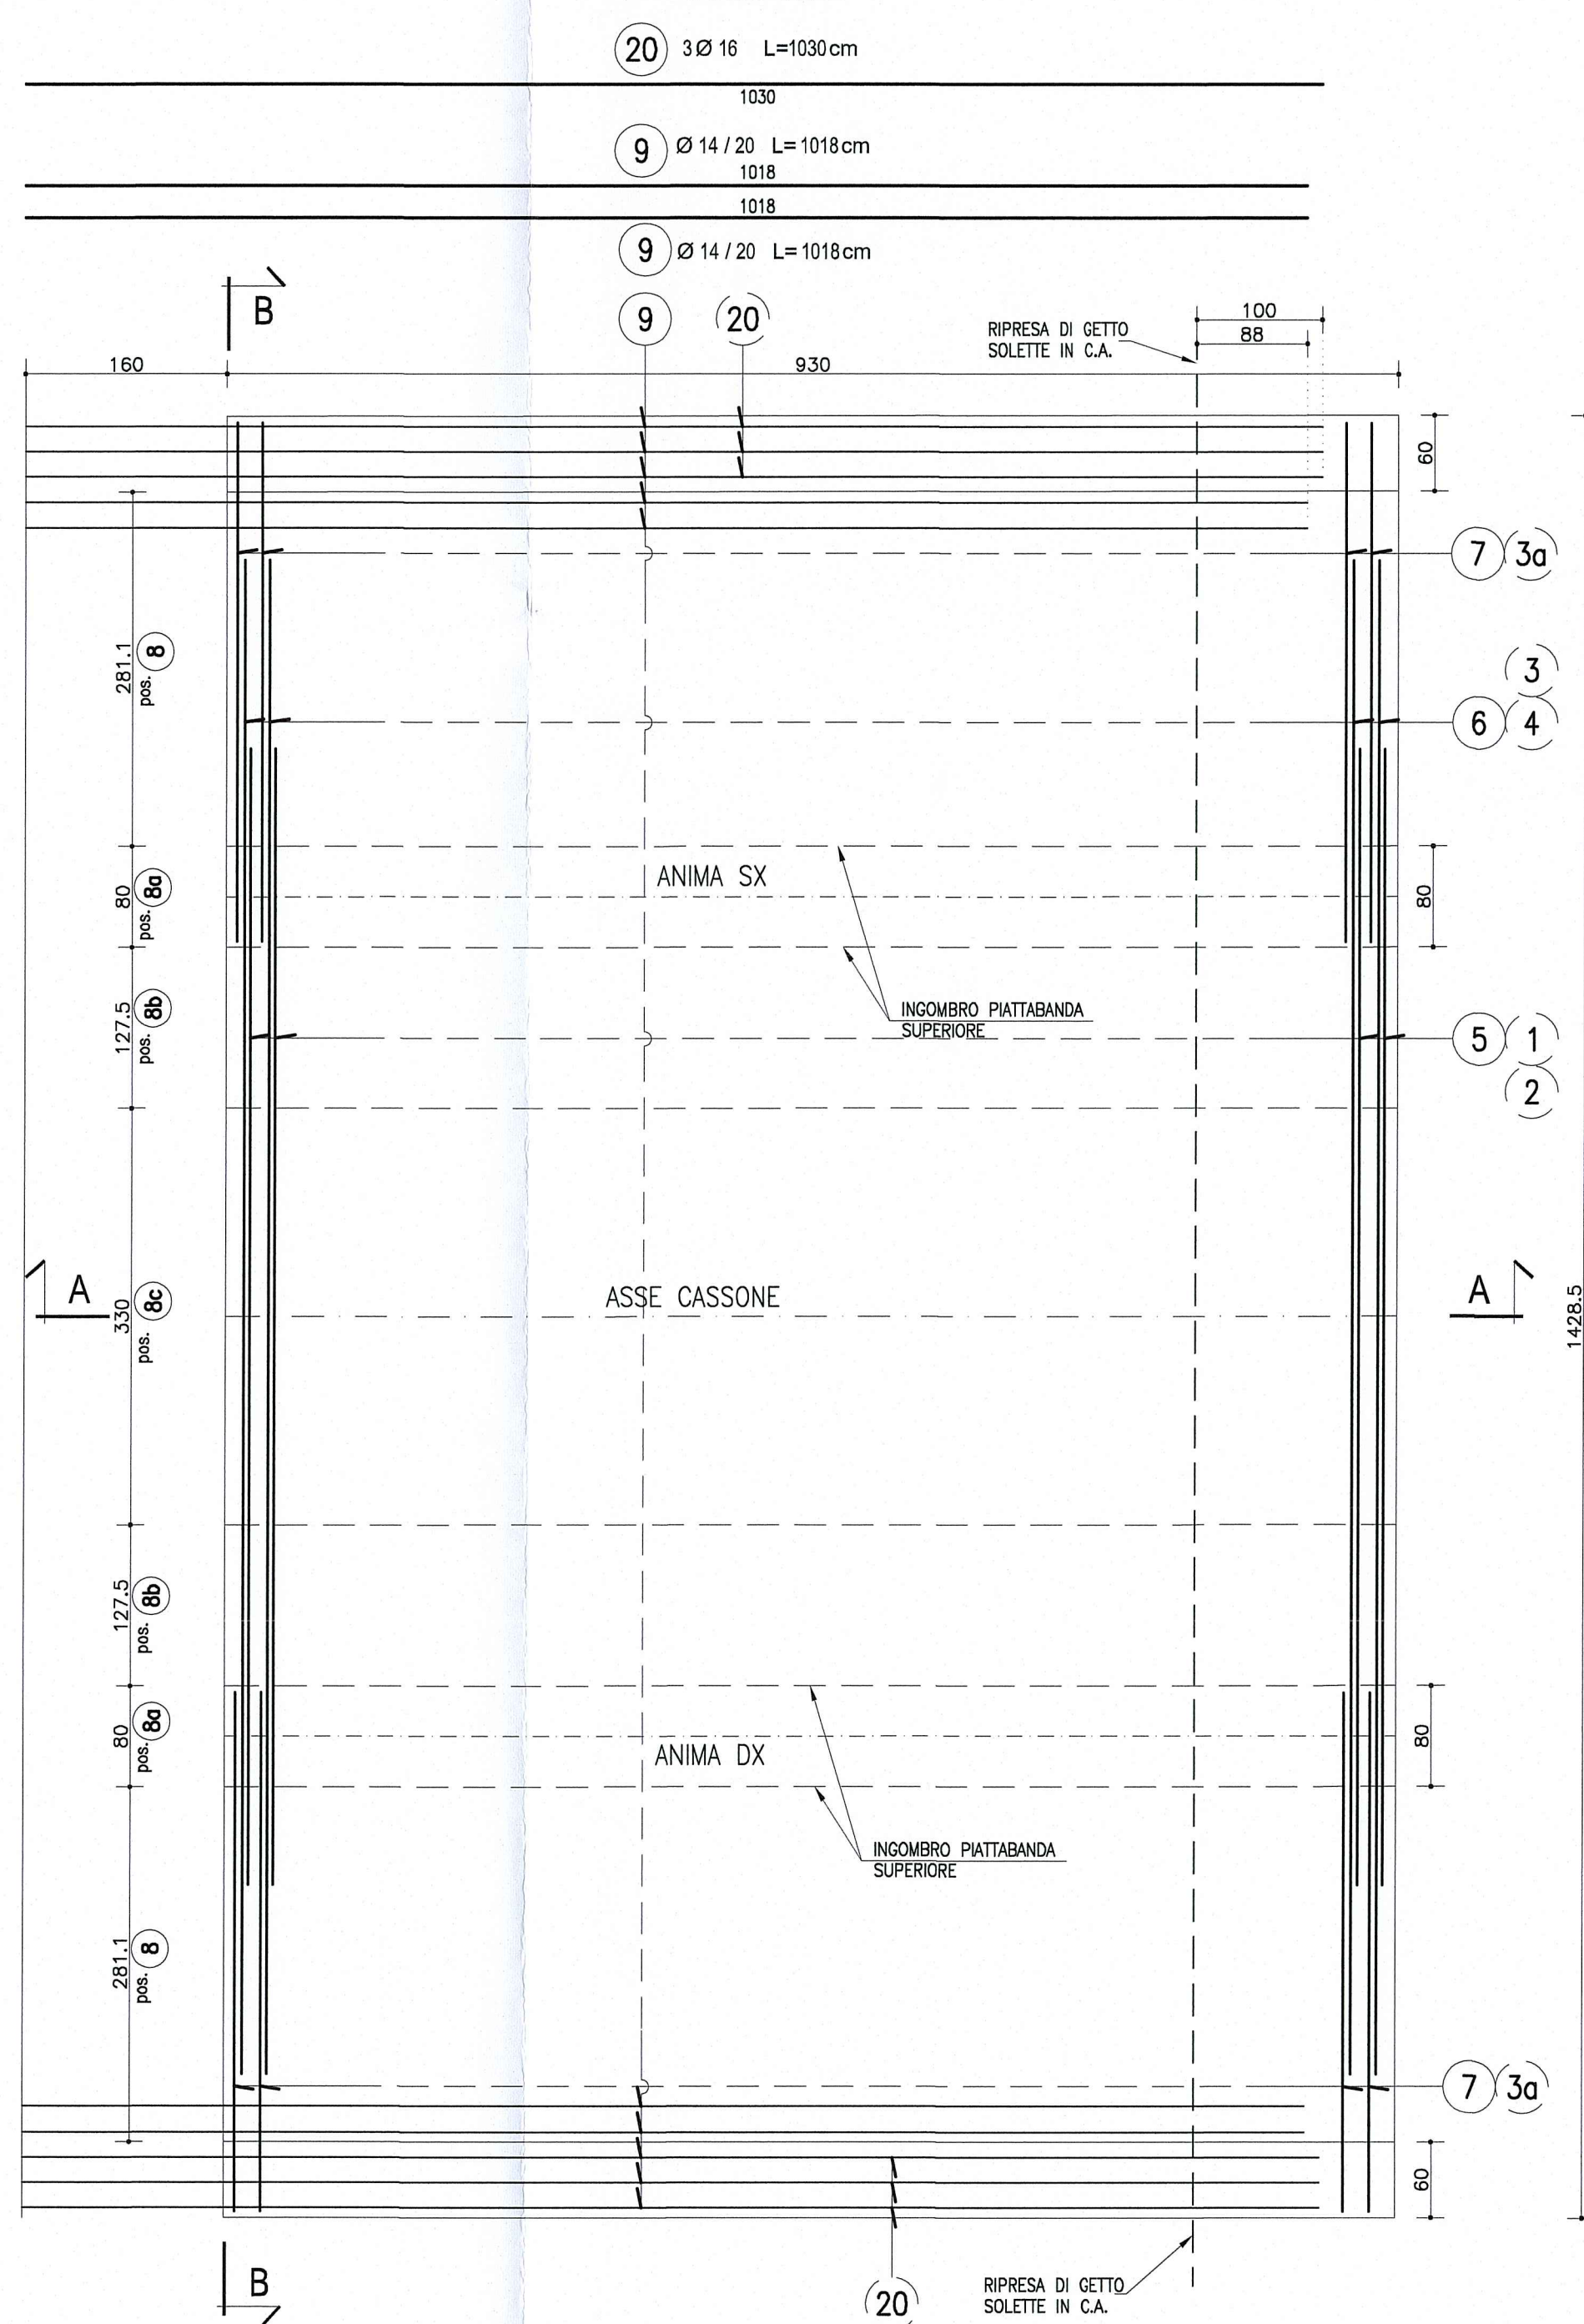 20 3Ø 16 L=1030cm
1030
9 Ø 14 / 20 L=1018cm
1018
1018
9 Ø 14 / 20 L=1018cm
B
9 20
RIPRESA DI GETTO
SOLETTE IN C.A.
100
88
160 930
60
7 3a
281.1
pos. 8
3
6 4
ANIMA SX
80
pos. 8a
80
127.5
pos. 8b
INGOMBRO PIATTABANDA
SUPERIORE
5 1
2
A
ASSE CASSONE
A
330
pos. 8c
1428.5
127.5
pos. 8b
80
pos. 8a
ANIMA DX
80
INGOMBRO PIATTABANDA
SUPERIORE
281.1
pos. 8
7 3a
60
B
20
RIPRESA DI GETTO
SOLETTE IN C.A.